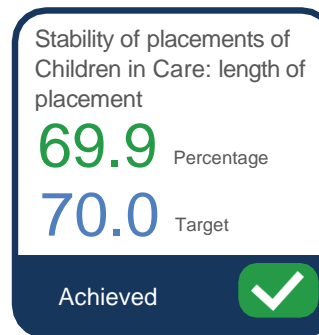 Stability of placements of
Children in Care: length of
placement
69.9 Percentage
70.0 Target
Achieved